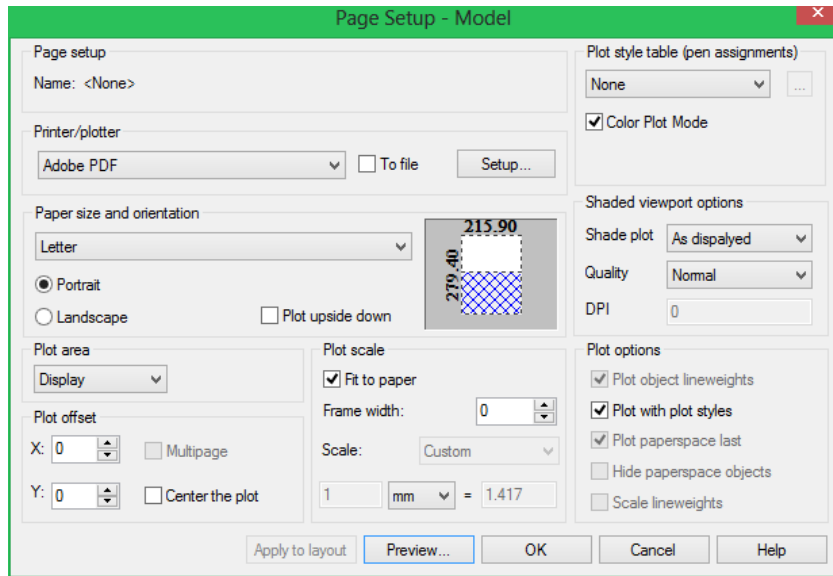 Page Setup - Model
Page setup
Name: <None>
Printer/plotter
Adobe PDF
To file
Setup...
Paper size and orientation
Letter
Portrait
Landscape
Plot upside down
215.90
279.40
Plot area
Display
Plot offset
X: 0
Multipage
Y: 0
Center the plot
Plot scale
Fit to paper
Frame width: 0
Scale: Custom
1 mm = 1.417
Plot style table (pen assignments)
None
...
Color Plot Mode
Shaded viewport options
Shade plot As dispalyed
Quality Normal
DPI 0
Plot options
Plot object lineweights
Plot with plot styles
Plot paperspace last
Hide paperspace objects
Scale lineweights
Apply to layout
Preview...
OK
Cancel
Help